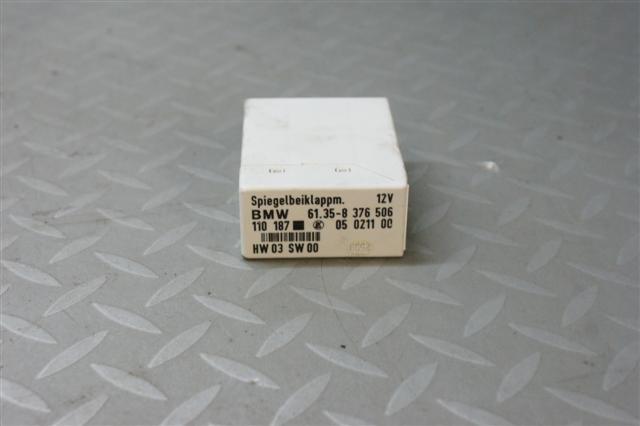 Spiegelbeiklappm. 12V
BMW 61.35-8 376 506
110 187 05 0211 00
HW 03 SW 00